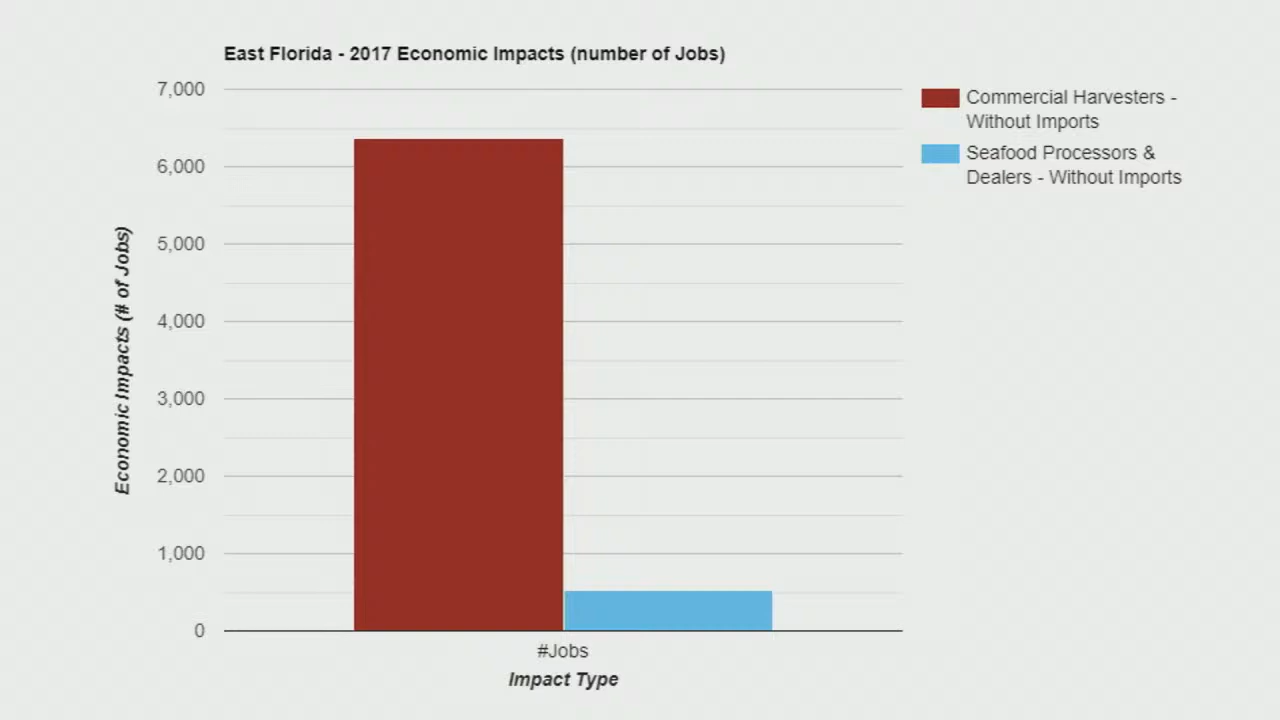 East Florida - 2017 Economic Impacts (number of Jobs)
7,000
6,000
5,000
4,000
3,000
2,000
1,000
0
Economic Impacts (# of Jobs)
#Jobs
Impact Type
Commercial Harvesters -
Without Imports
Seafood Processors &
Dealers - Without Imports